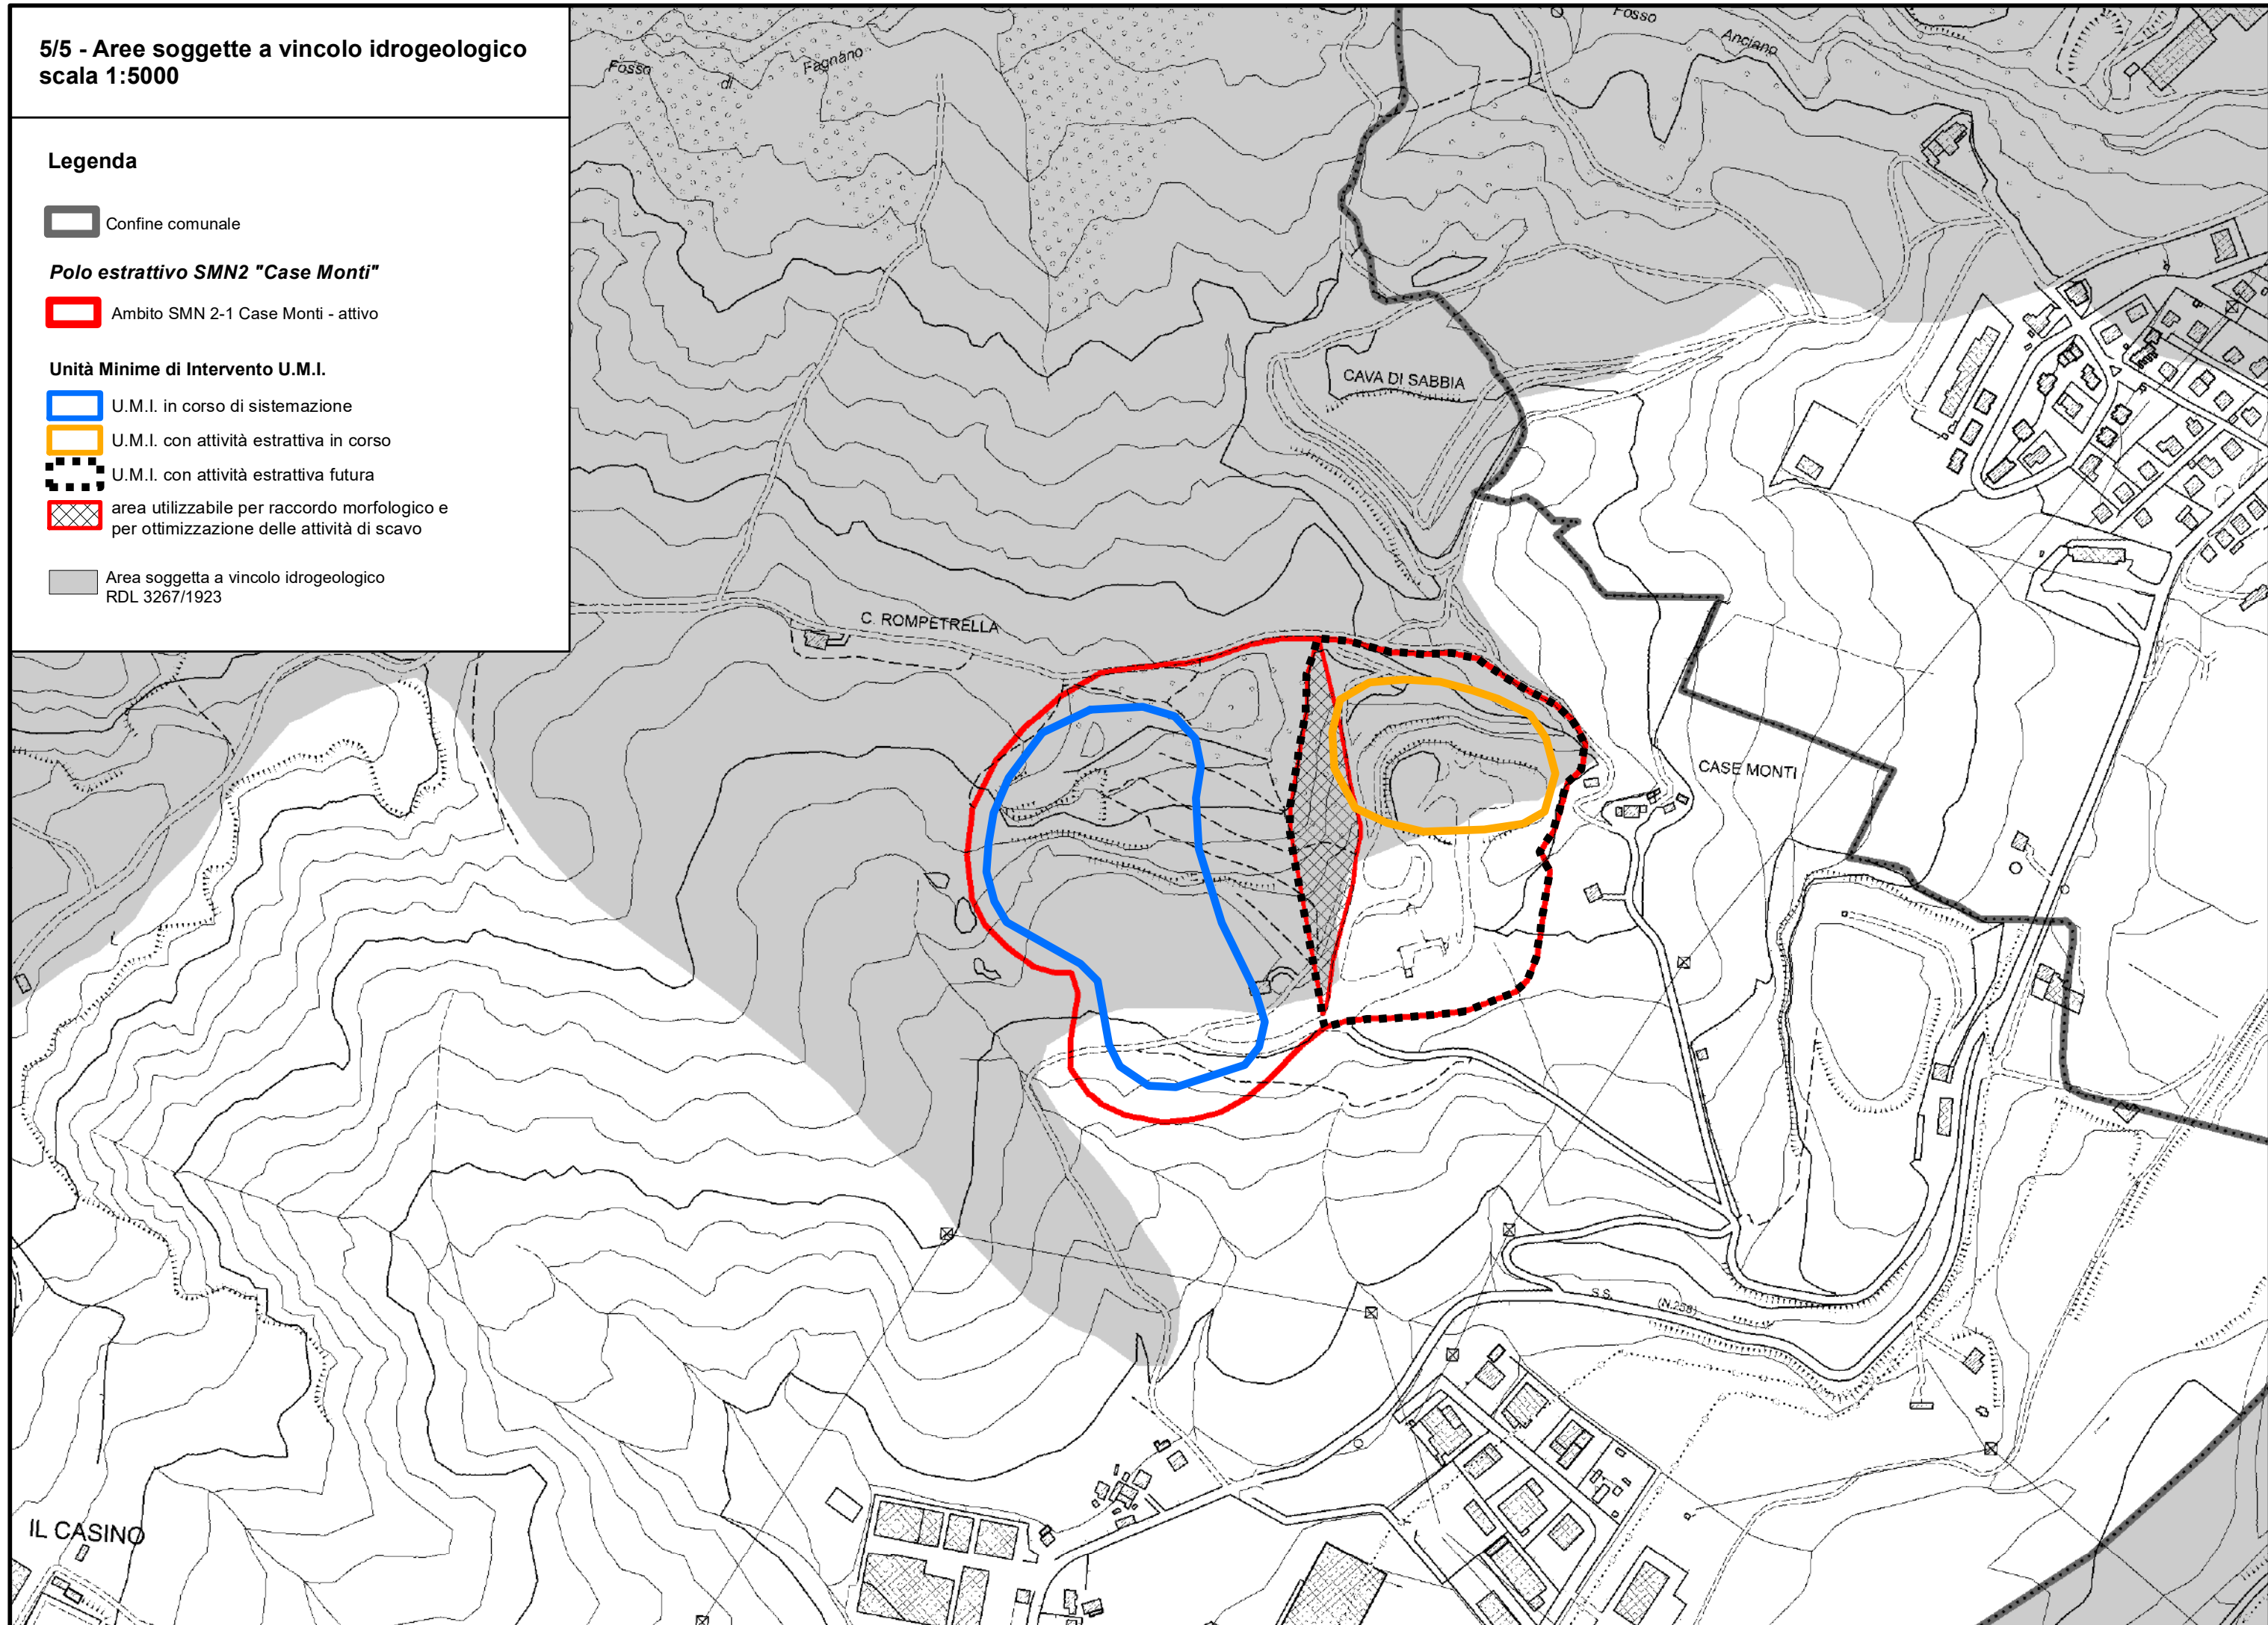 5/5 - Aree soggette a vincolo idrogeologico
scala 1:5000
Legenda
Confine comunale
Polo estrattivo SMN2 "Case Monti"
Ambito SMN 2-1 Case Monti - attivo
Unità Minime di Intervento U.M.I.
U.M.I. in corso di sistemazione
U.M.I. con attività estrattiva in corso
U.M.I. con attività estrattiva futura
area utilizzabile per raccordo morfologico e
per ottimizzazione delle attività di scavo
Area soggetta a vincolo idrogeologico
RDL 3267/1923
Fosso di Fagnano
Fosso
Anciano
CAVA DI SABBIA
C. ROMPETRELLA
CASE MONTI
S.S. (N.258)
IL CASINO